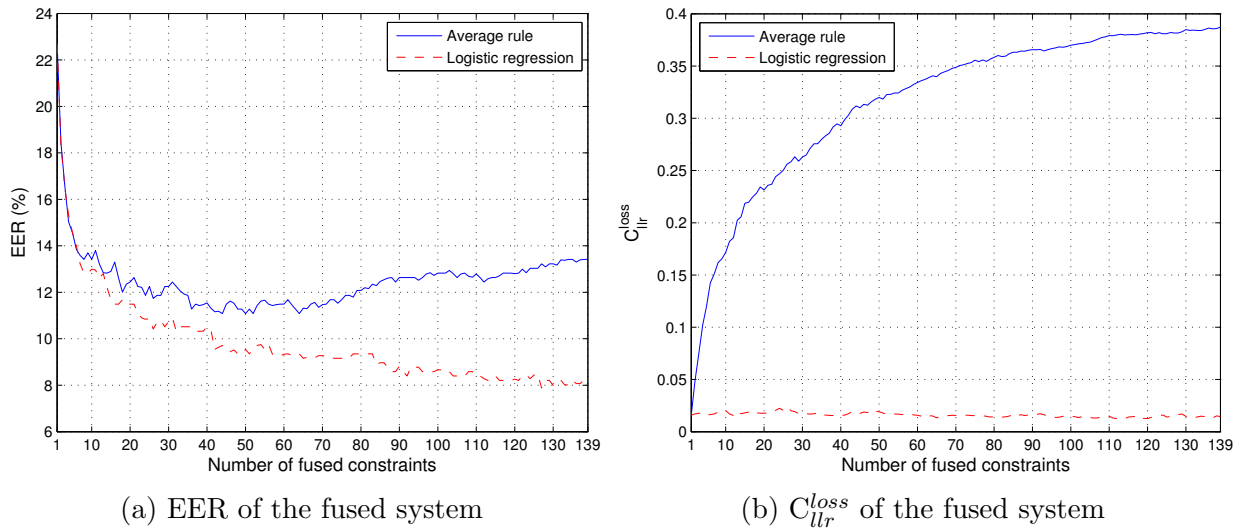 24
22
20
18
16
14
12
10
8
6
EER (%)
Average rule
Logistic regression
1 10 20 30 40 50 60 70 80 90 100 110 120 130 139
Number of fused constraints
(a) EER of the fused system
0.4
0.35
0.3
0.25
0.2
0.15
0.1
0.05
0
C_llr^loss
Average rule
Logistic regression
1 10 20 30 40 50 60 70 80 90 100 110 120 130 139
Number of fused constraints
(b) C_llr^loss of the fused system